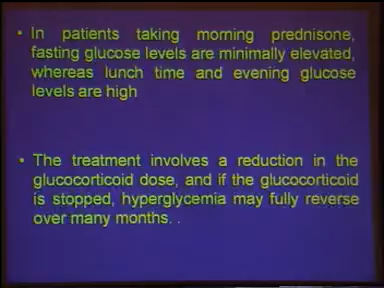 • In patients taking morning prednisone,
fasting glucose levels are minimally elevated,
whereas lunch time and evening glucose
levels are high
• The treatment involves a reduction in the
glucocorticoid dose, and if the glucocorticoid
is stopped, hyperglycemia may fully reverse
over many months. .